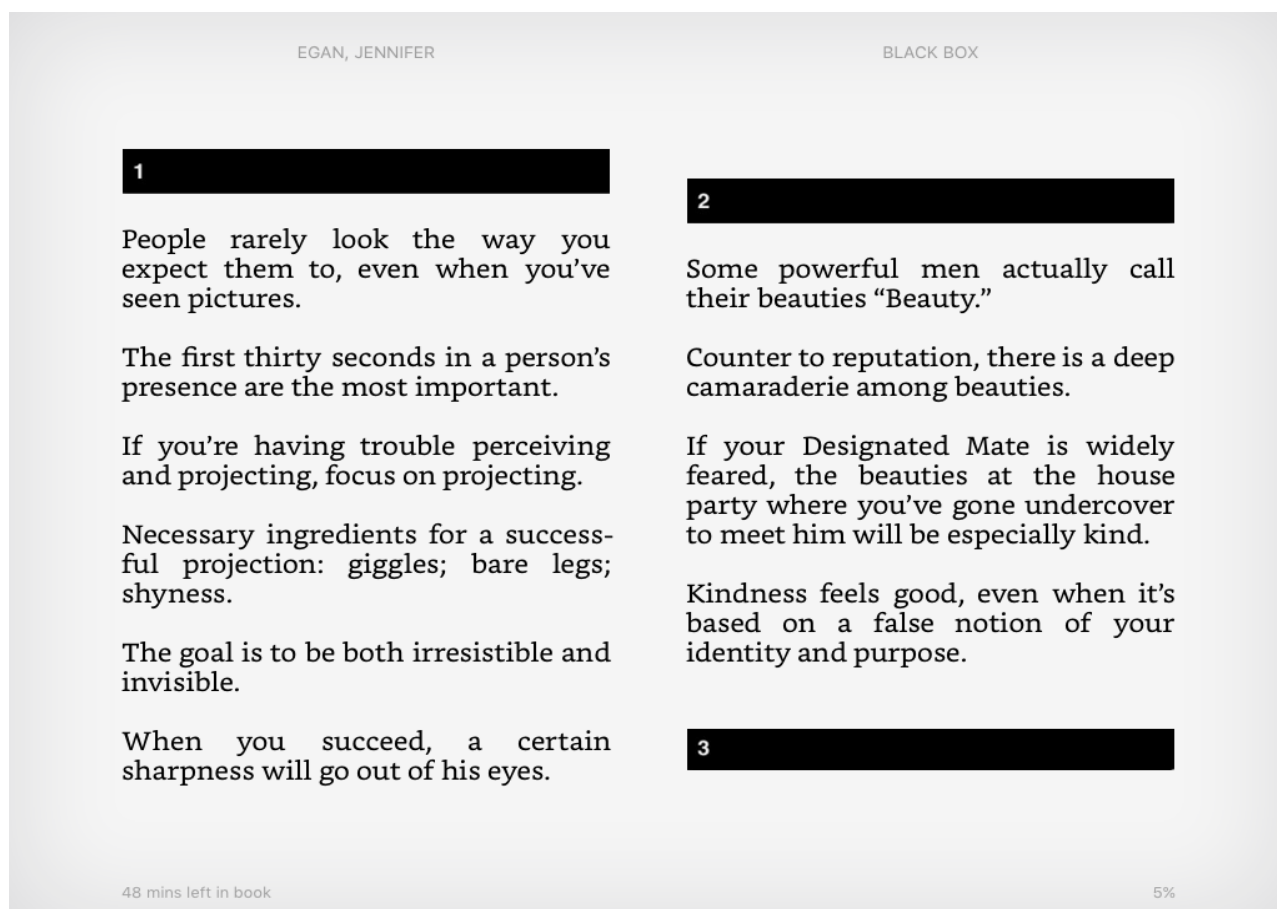 EGAN, JENNIFER
BLACK BOX
1
People rarely look the way you
expect them to, even when you’ve
seen pictures.
The first thirty seconds in a person’s
presence are the most important.
If you’re having trouble perceiving
and projecting, focus on projecting.
Necessary ingredients for a success-
ful projection: giggles; bare legs;
shyness.
The goal is to be both irresistible and
invisible.
When you succeed, a certain
sharpness will go out of his eyes.
2
Some powerful men actually call
their beauties “Beauty.”
Counter to reputation, there is a deep
camaraderie among beauties.
If your Designated Mate is widely
feared, the beauties at the house
party where you’ve gone undercover
to meet him will be especially kind.
Kindness feels good, even when it’s
based on a false notion of your
identity and purpose.
3
48 mins left in book
5%